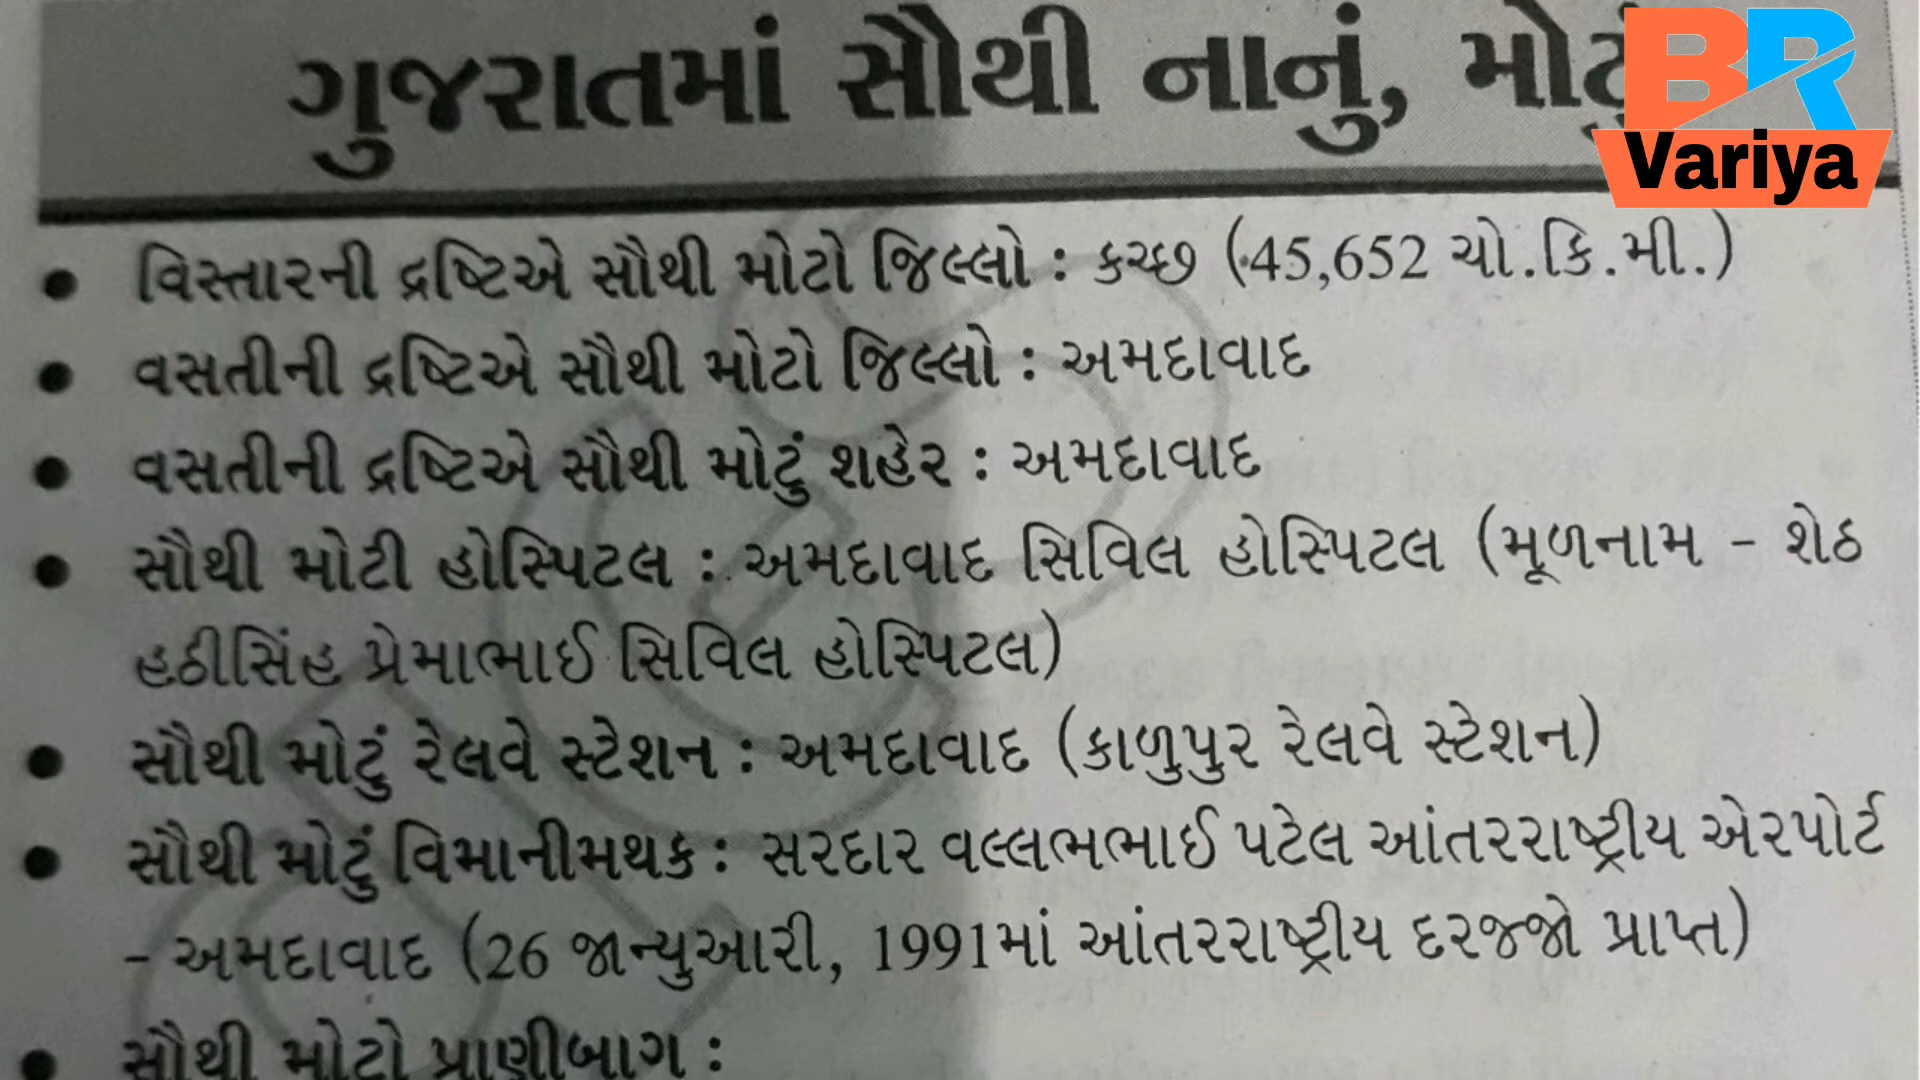 ગુજરાતમાં સૌથી નાનું, મોટું
BR
Variya
• વિસ્તારની દ્રષ્ટિએ સૌથી મોટો જિલ્લો : કચ્છ (45,652 ચો.કિ.મી.)
• વસતીની દ્રષ્ટિએ સૌથી મોટો જિલ્લો : અમદાવાદ
• વસતીની દ્રષ્ટિએ સૌથી મોટું શહેર : અમદાવાદ
• સૌથી મોટી હોસ્પિટલ : અમદાવાદ સિવિલ હોસ્પિટલ (મૂળનામ - શેઠ
હઠીસિંહ પ્રેમાભાઈ સિવિલ હોસ્પિટલ)
• સૌથી મોટું રેલવે સ્ટેશન : અમદાવાદ (કાળુપુર રેલવે સ્ટેશન)
• સૌથી મોટું વિમાનીમથક : સરદાર વલ્લભભાઈ પટેલ આંતરરાષ્ટ્રીય એરપોર્ટ
- અમદાવાદ (26 જાન્યુઆરી, 1991માં આંતરરાષ્ટ્રીય દરજ્જો પ્રાપ્ત)
• સૌથી મોટો પ્રાણીબાગ :